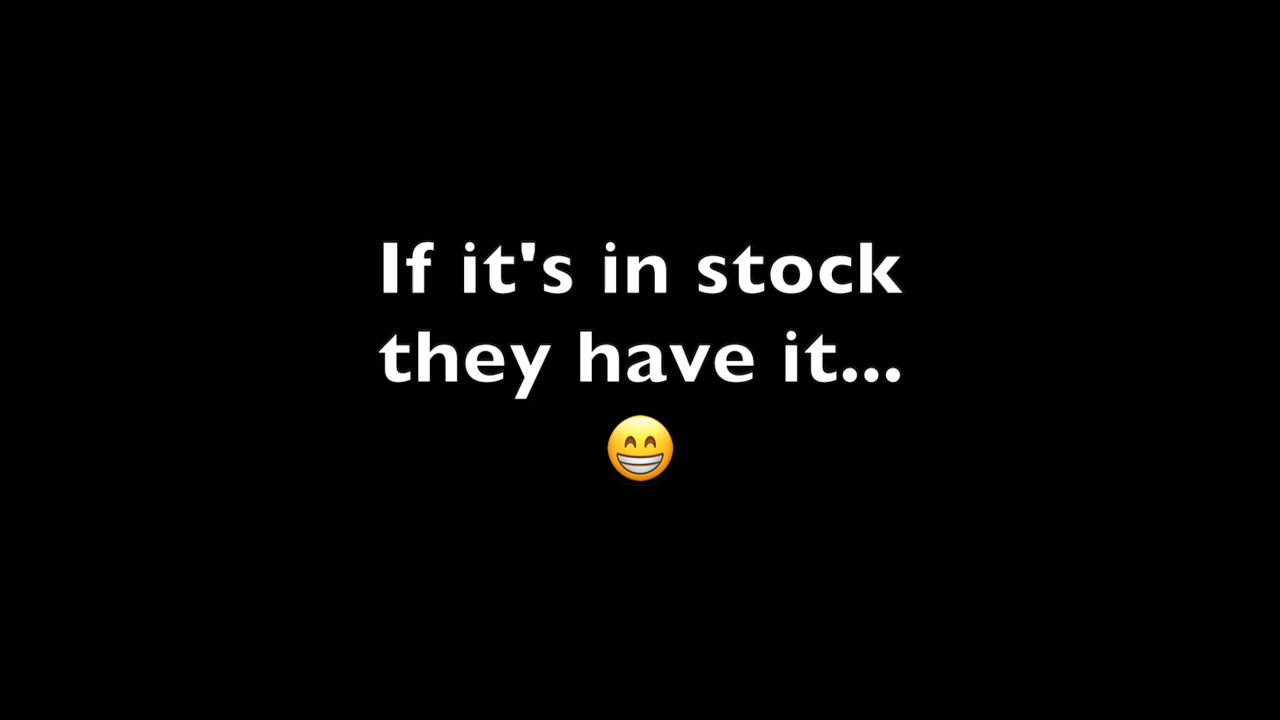 If it's in stock
they have it...
😁